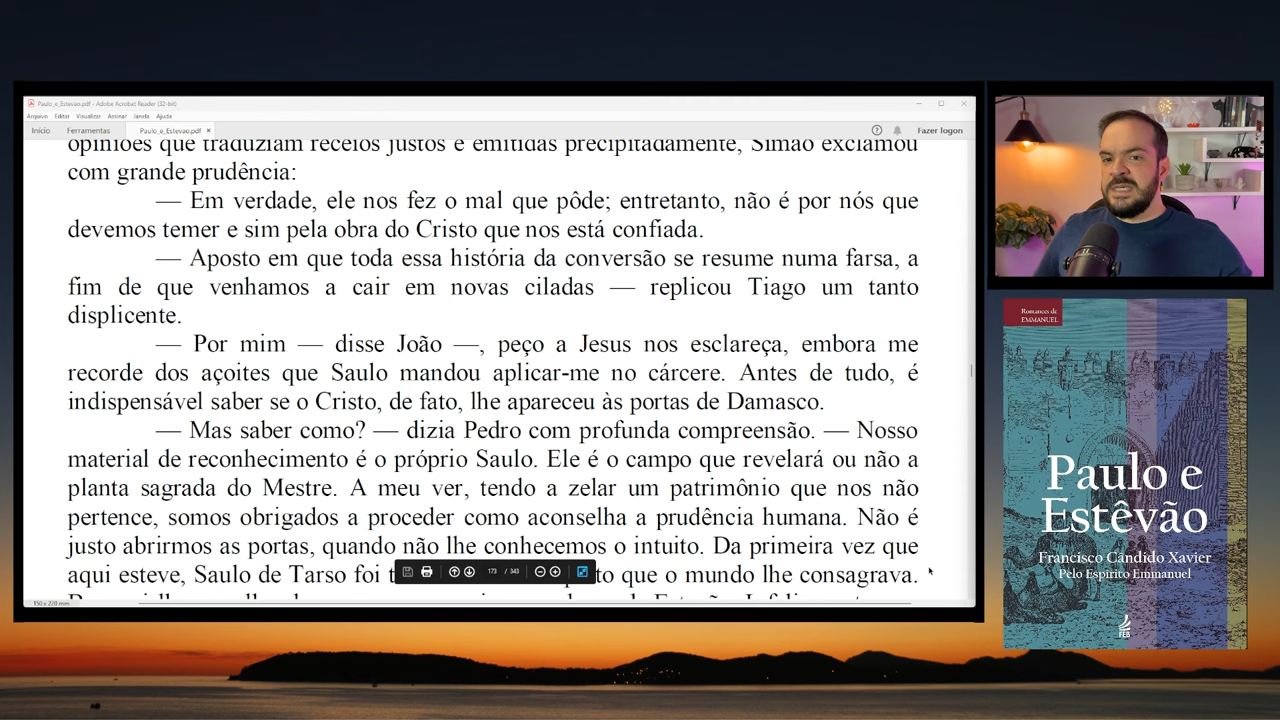 Paulo_e_Estevao.pdf - Adobe Acrobat Reader (32-bit)
Arquivo Editar Visualizar Assinar Janela Ajuda
Início Ferramentas Paulo_e_Estevao.pdf × Fazer logon
opiniões que traduziam receios justos e emitidas precipitadamente, Simão exclamou
com grande prudência:
— Em verdade, ele nos fez o mal que pôde; entretanto, não é por nós que
devemos temer e sim pela obra do Cristo que nos está confiada.
— Aposto em que toda essa história da conversão se resume numa farsa, a
fim de que venhamos a cair em novas ciladas — replicou Tiago um tanto
displicente.
— Por mim — disse João —, peço a Jesus nos esclareça, embora me
recorde dos açoites que Saulo mandou aplicar-me no cárcere. Antes de tudo, é
indispensável saber se o Cristo, de fato, lhe apareceu às portas de Damasco.
— Mas saber como? — dizia Pedro com profunda compreensão. — Nosso
material de reconhecimento é o próprio Saulo. Ele é o campo que revelará ou não a
planta sagrada do Mestre. A meu ver, tendo a zelar um patrimônio que nos não
pertence, somos obrigados a proceder como aconselha a prudência humana. Não é
justo abrirmos as portas, quando não lhe conhecemos o intuito. Da primeira vez que
aqui esteve, Saulo de Tarso foi to que o mundo lhe consagrava.
173 / 343
150 x 220 mm
Romances de
EMMANUEL
Paulo e
Estêvão
Francisco Cândido Xavier
Pelo Espírito Emmanuel
FEB